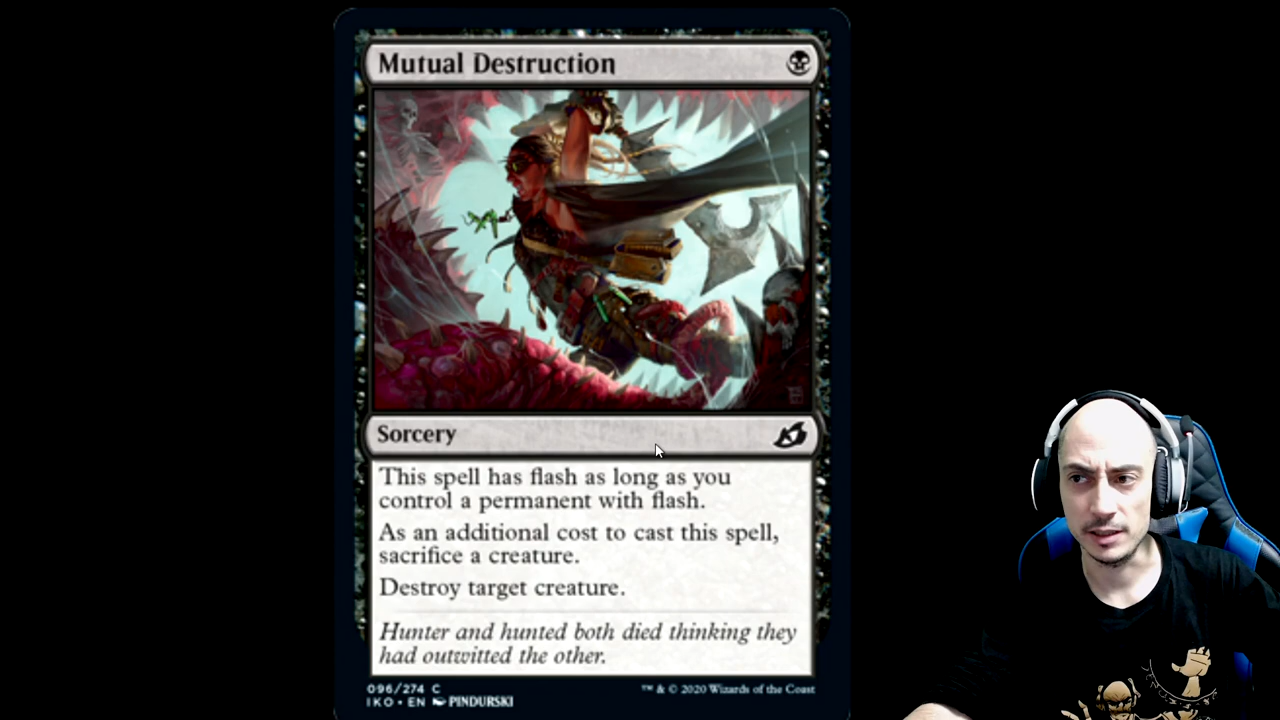 Mutual Destruction
Sorcery
This spell has flash as long as you
control a permanent with flash.
As an additional cost to cast this spell,
sacrifice a creature.
Destroy target creature.
Hunter and hunted both died thinking they
had outwitted the other.
096/274 C
™ & © 2020 Wizards of the Coast
IKO • EN PINDURSKI